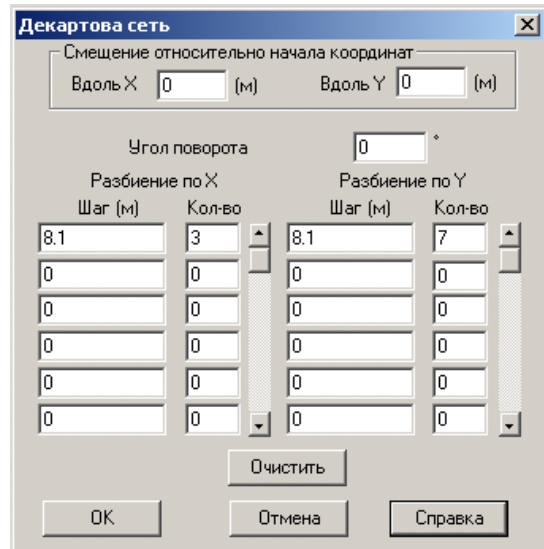 Декартова сеть
Смещение относительно начала координат
Вдоль X 0 (м) Вдоль Y 0 (м)
Угол поворота 0 °
Разбиение по X Разбиение по Y
Шаг (м) Кол-во Шаг (м) Кол-во
8.1 3 8.1 7
0 0 0 0
0 0 0 0
0 0 0 0
0 0 0 0
0 0 0 0
Очистить
OK Отмена Справка